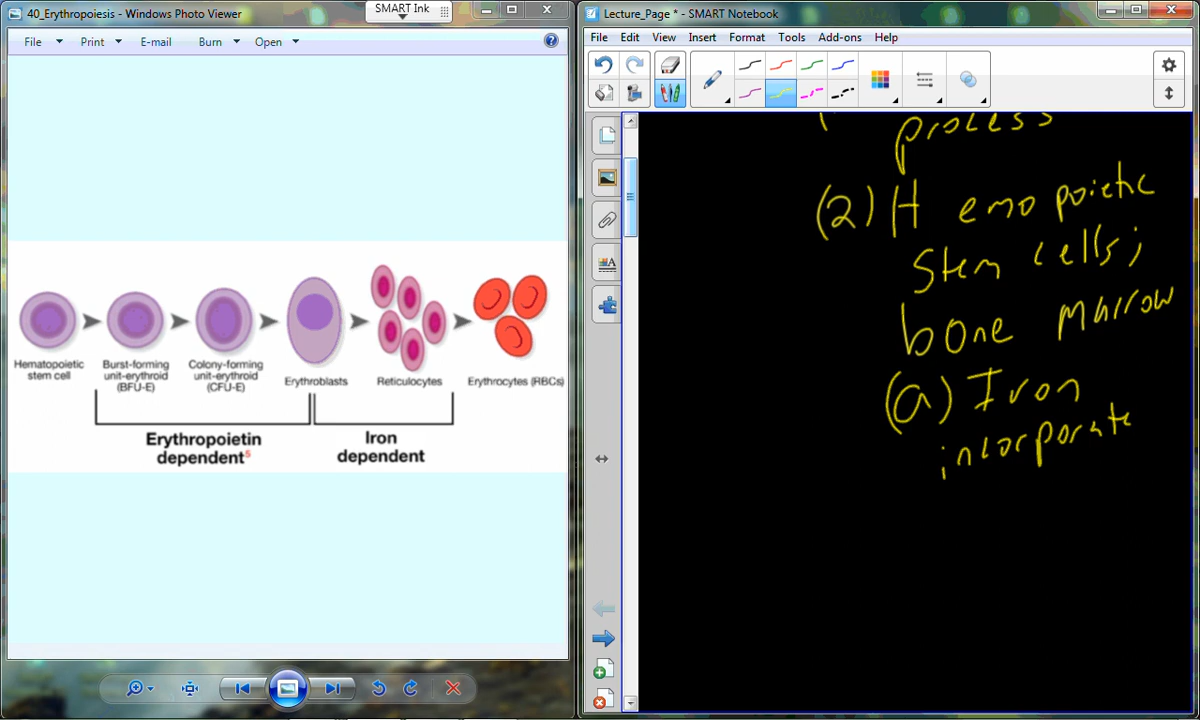 40_Erythropoiesis - Windows Photo Viewer
SMART Ink
File Print E-mail Burn Open
Hematopoietic
stem cell
Burst-forming
unit-erythroid
(BFU-E)
Colony-forming
unit-erythroid
(CFU-E)
Erythroblasts
Reticulocytes
Erythrocytes (RBCs)
Erythropoietin
dependent5
Iron
dependent
Lecture_Page * - SMART Notebook
File Edit View Insert Format Tools Add-ons Help
process
(2) Hemopoietic
Stem cells;
bone marrow
(a) Iron
incorporate